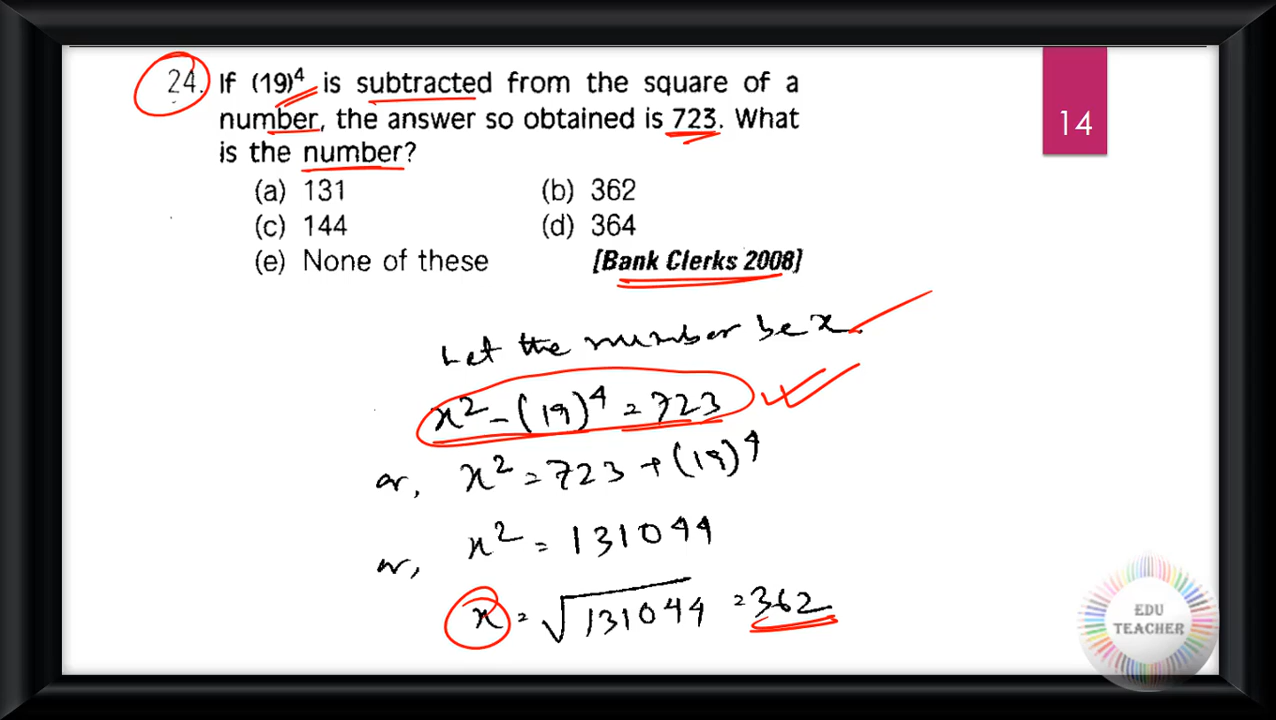 24. If (19)⁴ is subtracted from the square of a
number, the answer so obtained is 723. What
is the number?
(a) 131 (b) 362
(c) 144 (d) 364
(e) None of these [Bank Clerks 2008]
14
Let the number be x.
x² - (19)⁴ = 723
or, x² = 723 + (19)⁴
or, x² = 131044
x = √131044 = 362
EDU
TEACHER